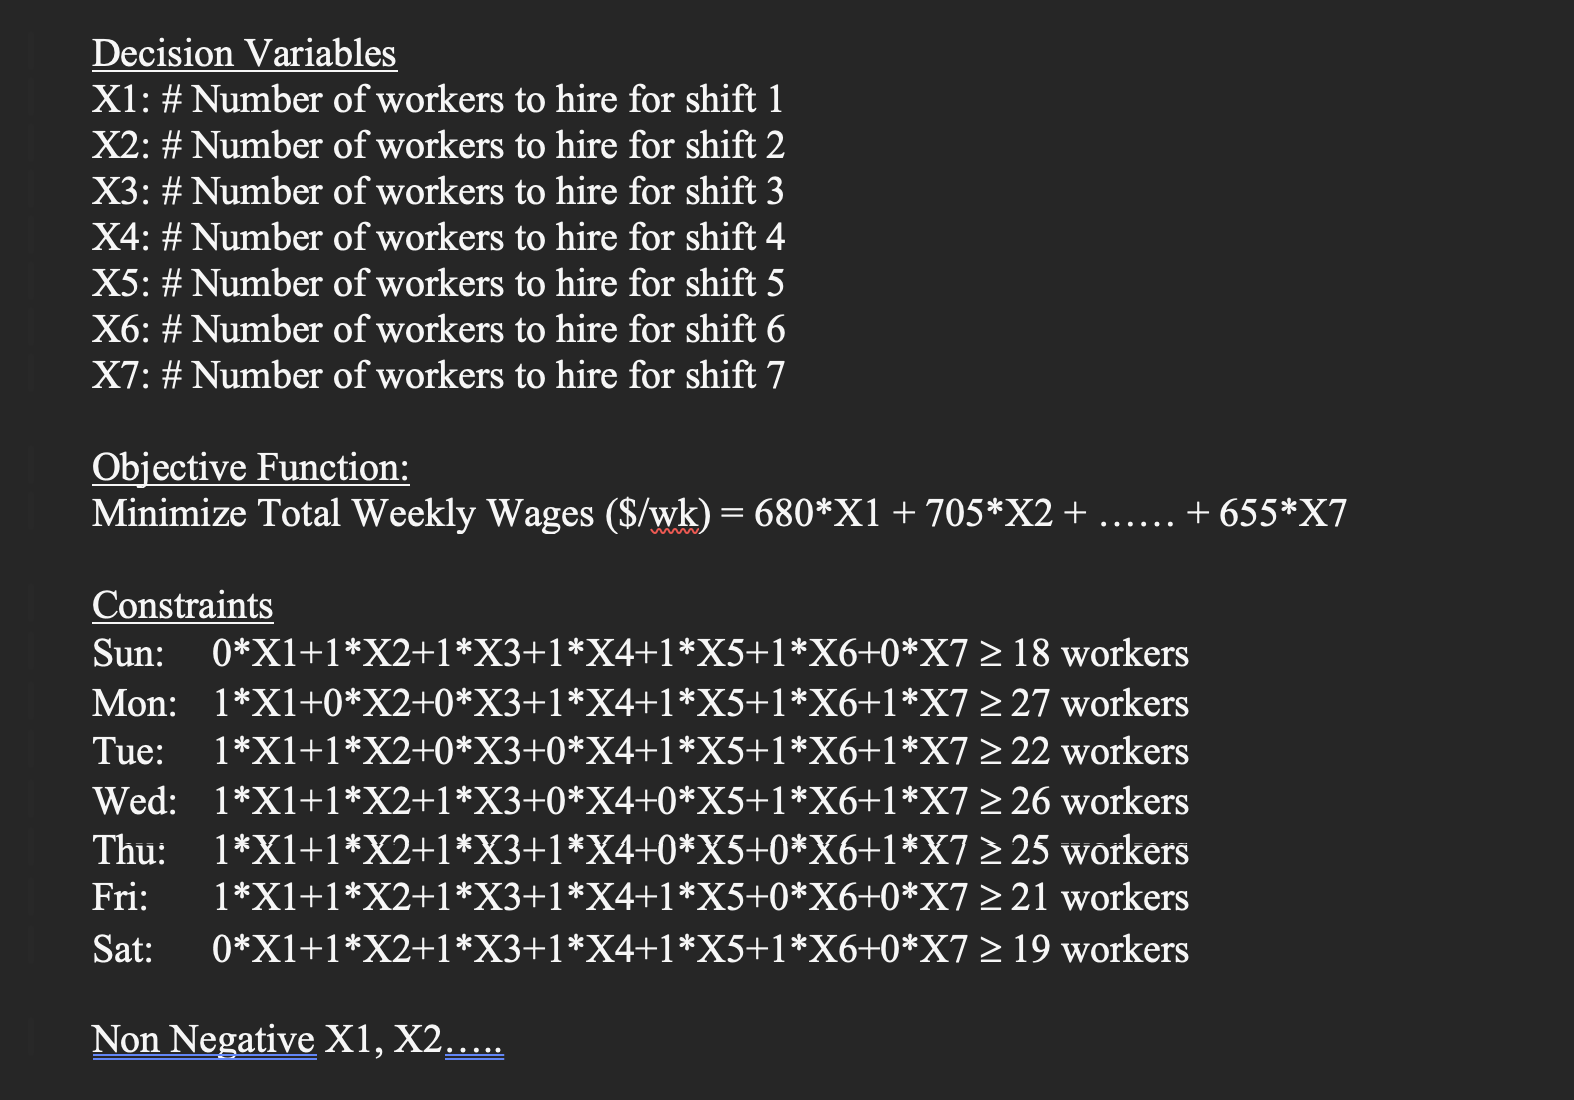 Decision Variables
X1: # Number of workers to hire for shift 1
X2: # Number of workers to hire for shift 2
X3: # Number of workers to hire for shift 3
X4: # Number of workers to hire for shift 4
X5: # Number of workers to hire for shift 5
X6: # Number of workers to hire for shift 6
X7: # Number of workers to hire for shift 7
Objective Function:
Minimize Total Weekly Wages ($/wk) = 680*X1 + 705*X2 + …… + 655*X7
Constraints
Sun: 0*X1+1*X2+1*X3+1*X4+1*X5+1*X6+0*X7 ≥ 18 workers
Mon: 1*X1+0*X2+0*X3+1*X4+1*X5+1*X6+1*X7 ≥ 27 workers
Tue: 1*X1+1*X2+0*X3+0*X4+1*X5+1*X6+1*X7 ≥ 22 workers
Wed: 1*X1+1*X2+1*X3+0*X4+0*X5+1*X6+1*X7 ≥ 26 workers
Thu: 1*X1+1*X2+1*X3+1*X4+0*X5+0*X6+1*X7 ≥ 25 workers
Fri: 1*X1+1*X2+1*X3+1*X4+1*X5+0*X6+0*X7 ≥ 21 workers
Sat: 0*X1+1*X2+1*X3+1*X4+1*X5+1*X6+0*X7 ≥ 19 workers
Non Negative X1, X2…..